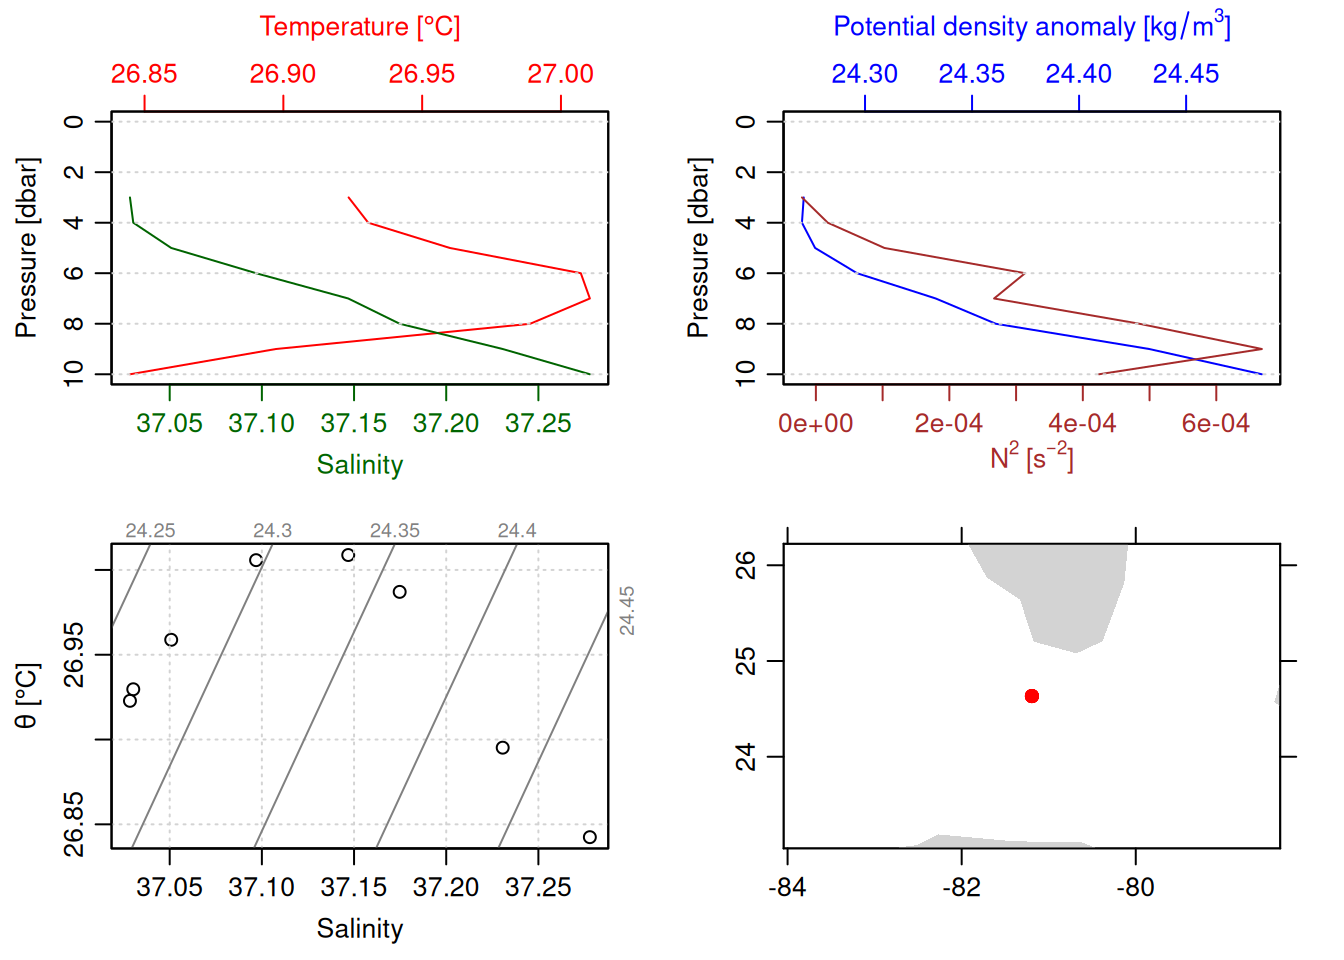 Temperature [°C]
26.85 26.90 26.95 27.00
Pressure [dbar]
0
2
4
6
8
10
37.05 37.10 37.15 37.20 37.25
Salinity
Potential density anomaly [kg/m³]
24.30 24.35 24.40 24.45
Pressure [dbar]
0
2
4
6
8
10
0e+00 2e-04 4e-04 6e-04
N² [s⁻²]
24.25 24.3 24.35 24.4
24.45
θ [°C]
26.95
26.85
37.05 37.10 37.15 37.20 37.25
Salinity
26
25
24
-84 -82 -80